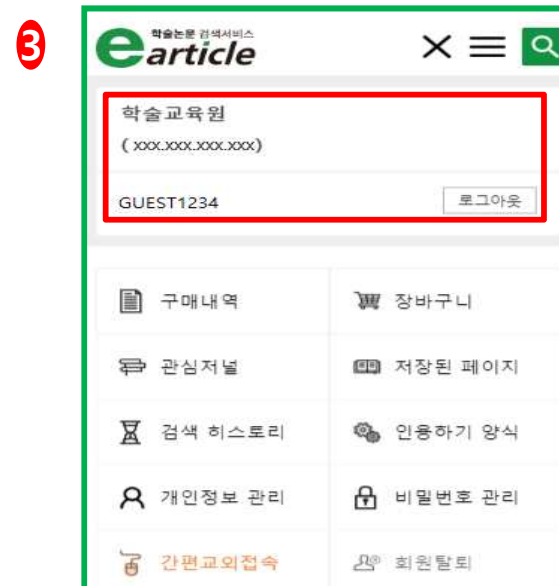 3
학술논문 검색서비스
earticle
학술교육원
( xxx.xxx.xxx.xxx)
GUEST1234 로그아웃
구매내역 장바구니
관심저널 저장된 페이지
검색 히스토리 인용하기 양식
개인정보 관리 비밀번호 관리
간편교외접속 회원탈퇴